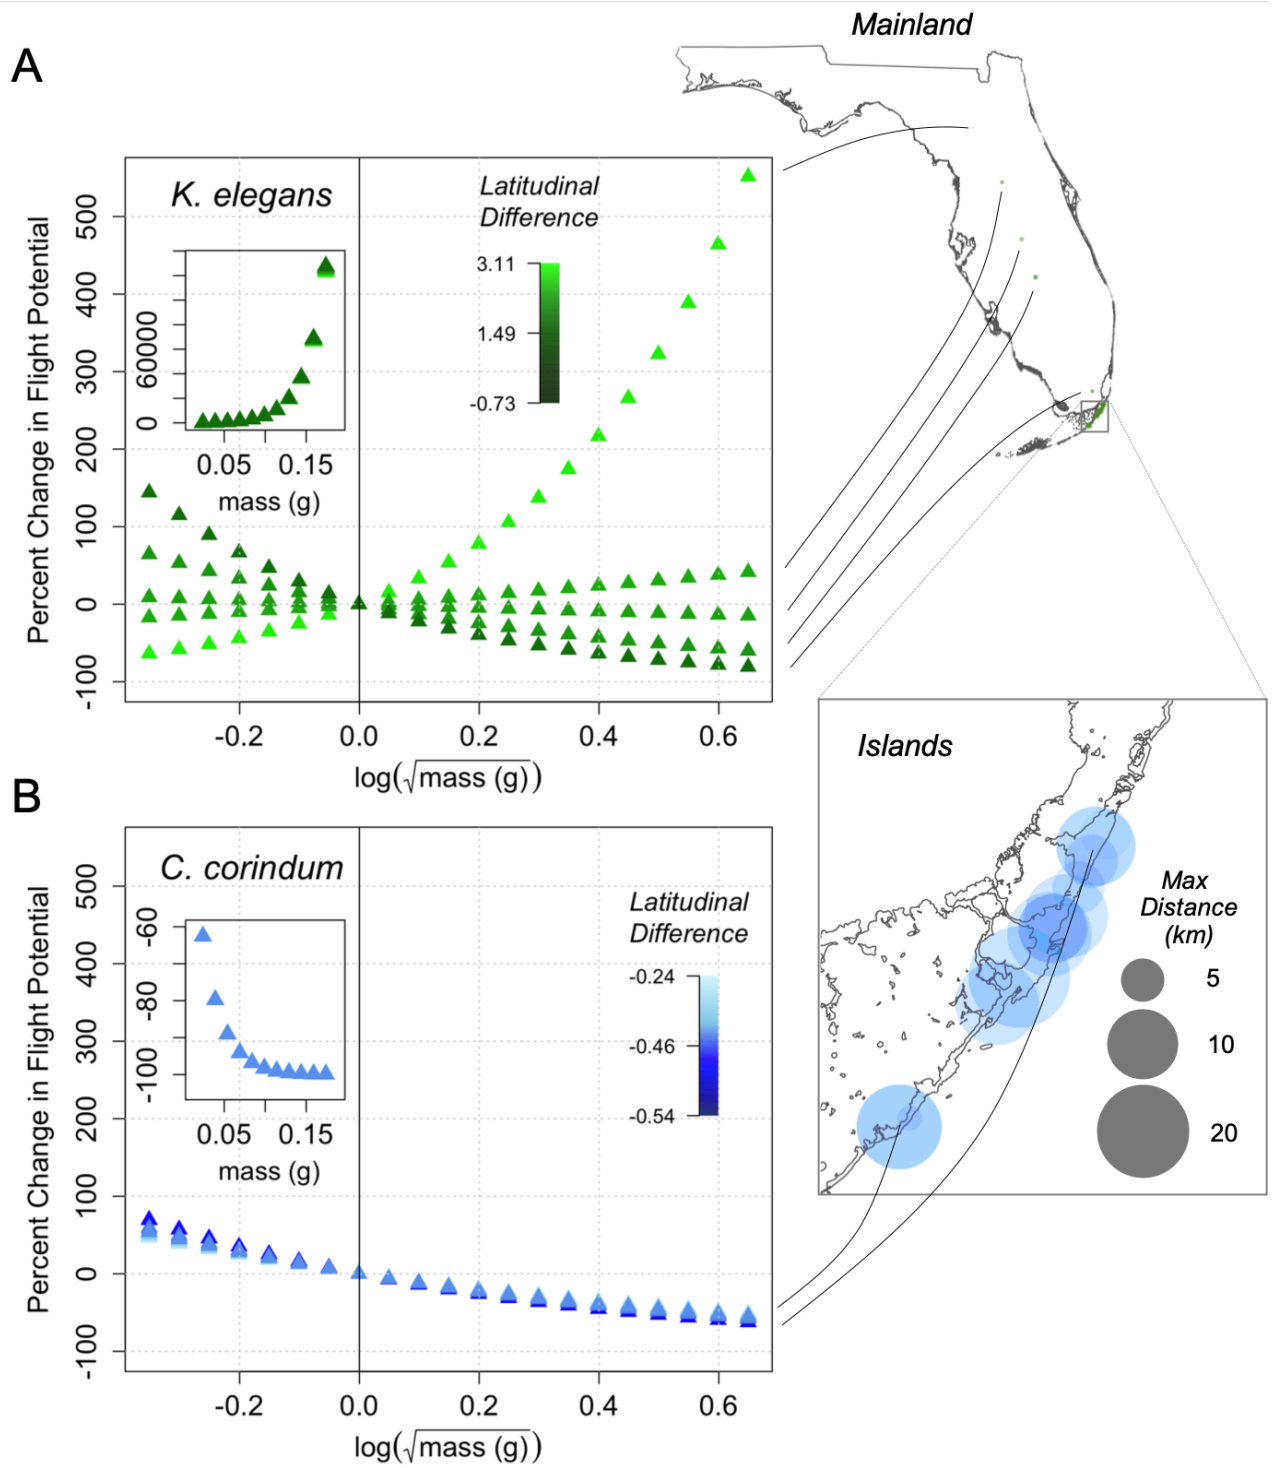 Mainland
A
K. elegans
Latitudinal
Difference
3.11
1.49
-0.73
Percent Change in Flight Potential
500
400
300
200
100
0
-100
60000
0
0.05
0.15
mass (g)
-0.2
0.0
0.2
0.4
0.6
log(√mass (g))
B
C. corindum
Latitudinal
Difference
-0.24
-0.46
-0.54
Percent Change in Flight Potential
500
400
300
200
100
0
-100
-60
-80
-100
0.05
0.15
mass (g)
-0.2
0.0
0.2
0.4
0.6
log(√mass (g))
Islands
Max
Distance
(km)
5
10
20